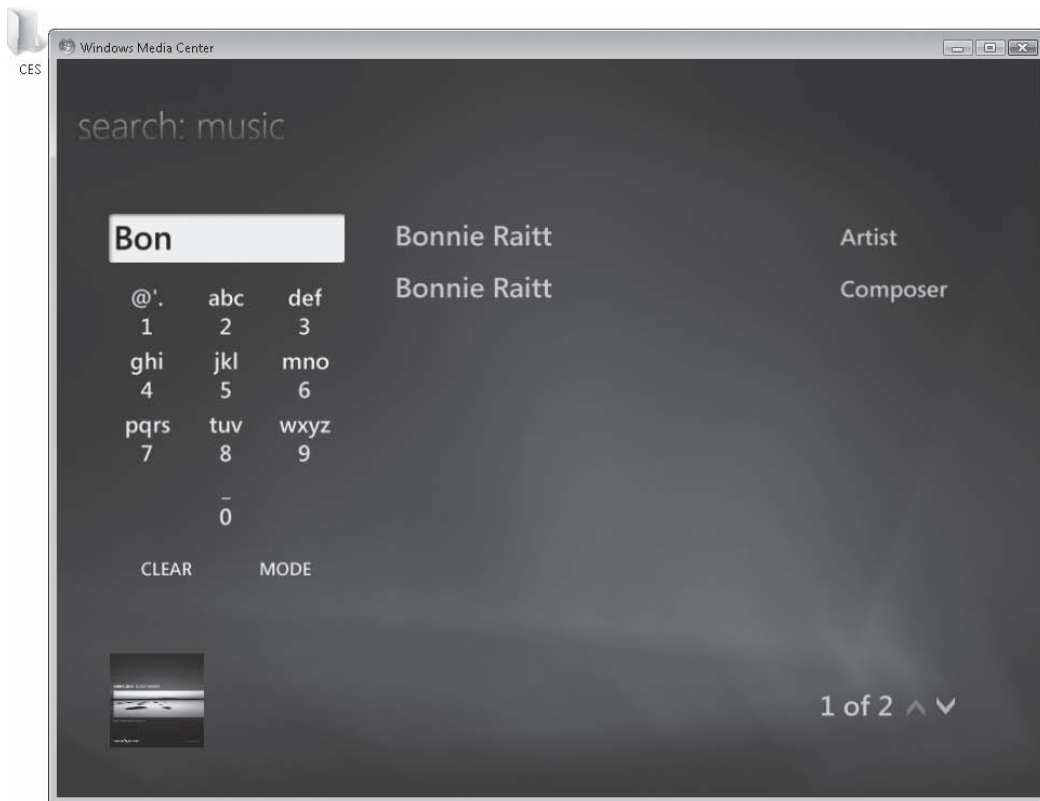 CES
Windows Media Center
search: music
Bon
@'. abc def
1 2 3
ghi jkl mno
4 5 6
pqrs tuv wxyz
7 8 9
_
0
CLEAR MODE
Bonnie Raitt Artist
Bonnie Raitt Composer
1 of 2